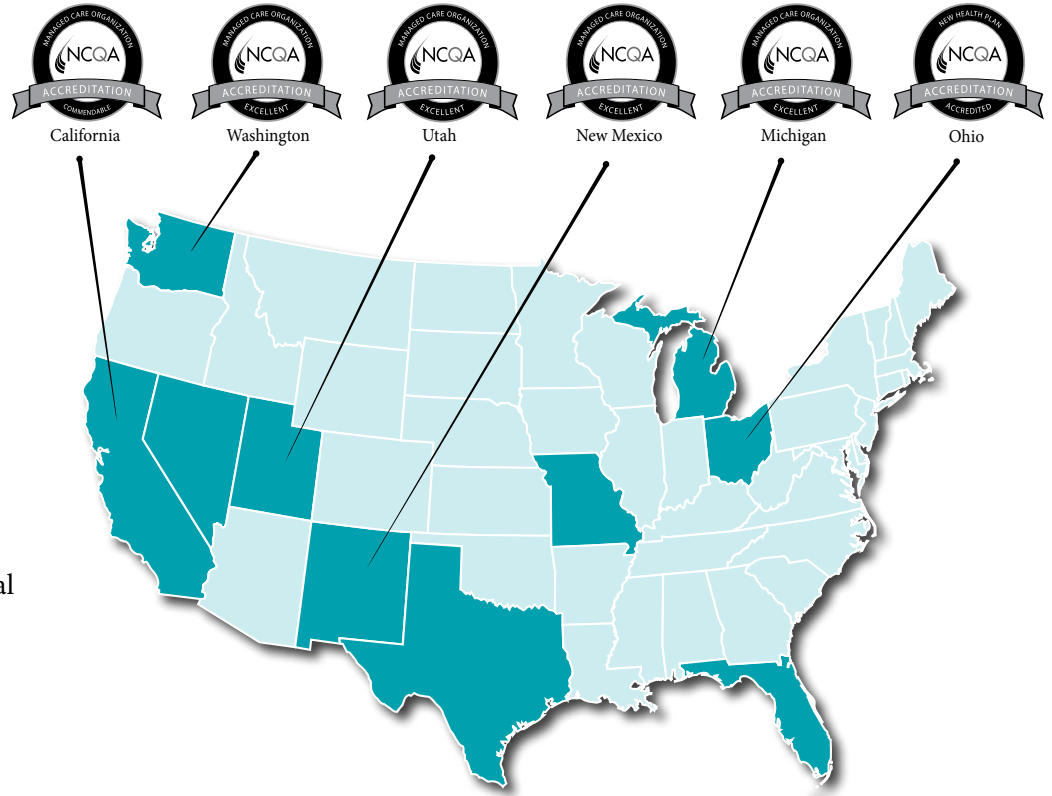 MANAGED CARE ORGANIZATION
NCQA
ACCREDITATION
COMMENDABLE
California
MANAGED CARE ORGANIZATION
NCQA
ACCREDITATION
EXCELLENT
Washington
MANAGED CARE ORGANIZATION
NCQA
ACCREDITATION
EXCELLENT
Utah
MANAGED CARE ORGANIZATION
NCQA
ACCREDITATION
EXCELLENT
New Mexico
MANAGED CARE ORGANIZATION
NCQA
ACCREDITATION
EXCELLENT
Michigan
NEW HEALTH PLAN
NCQA
ACCREDITATION
ACCREDITED
Ohio
al